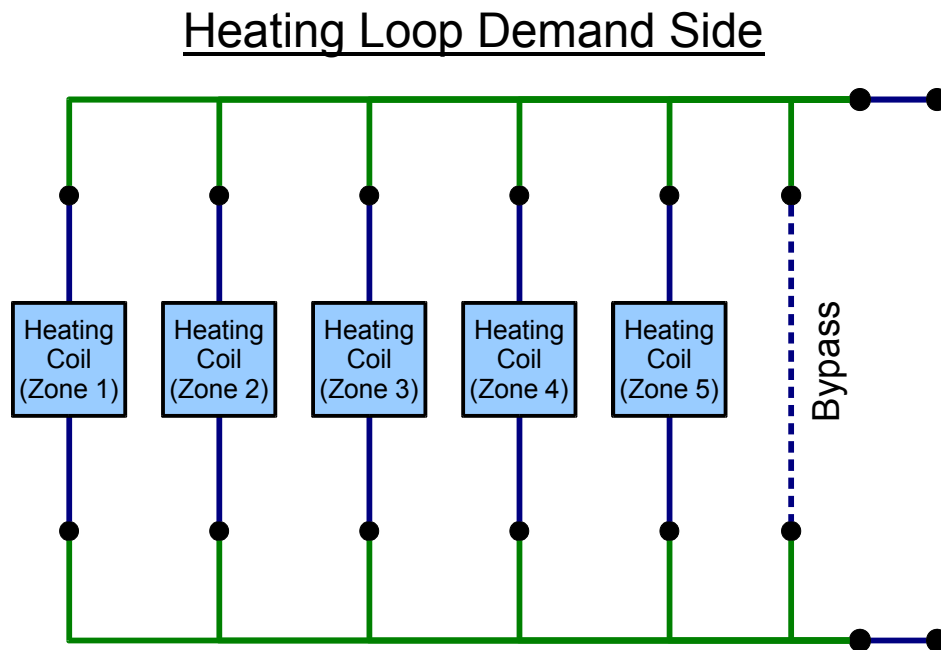 Heating Loop Demand Side
Heating
Coil
(Zone 1)
Heating
Coil
(Zone 2)
Heating
Coil
(Zone 3)
Heating
Coil
(Zone 4)
Heating
Coil
(Zone 5)
Bypass